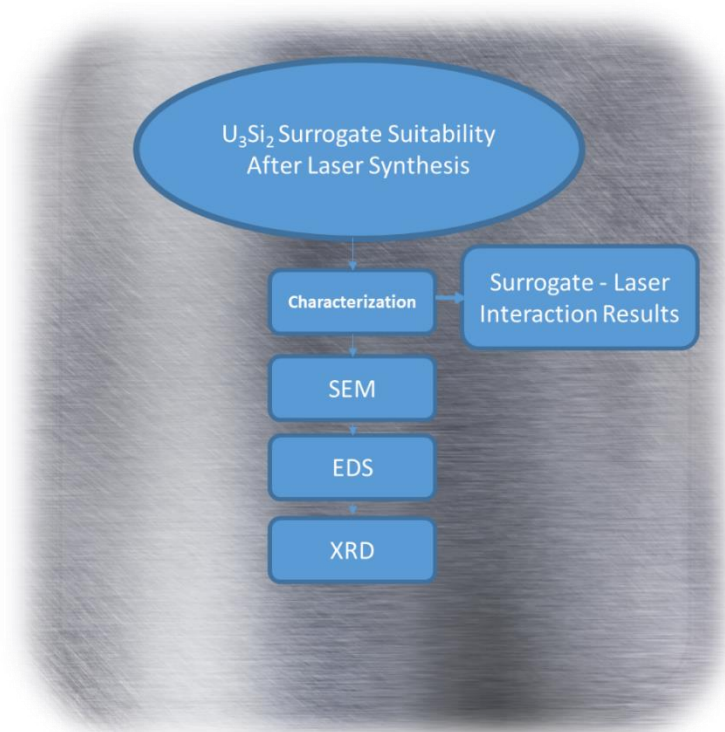 U₃Si₂ Surrogate Suitability
After Laser Synthesis
Characterization
Surrogate - Laser
Interaction Results
SEM
EDS
XRD